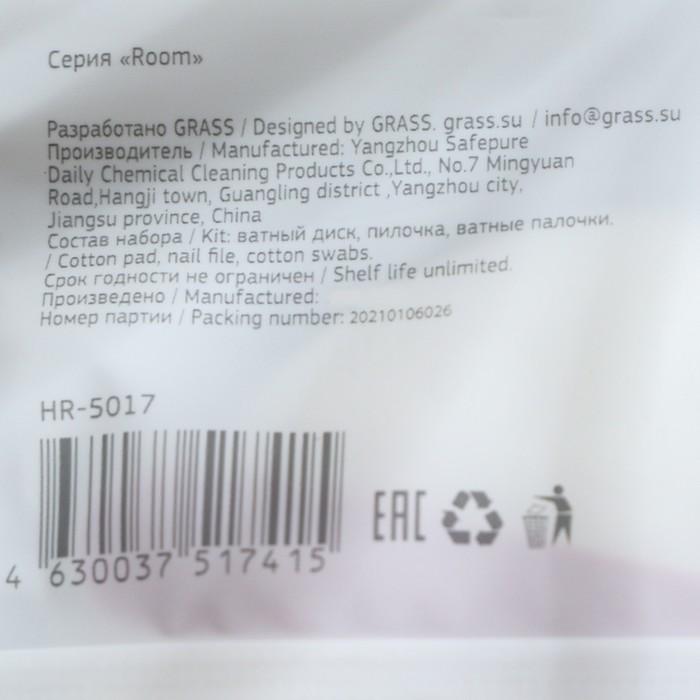 Серия «Room»
Разработано GRASS / Designed by GRASS. grass.su / info@grass.su
Производитель / Manufactured: Yangzhou Safepure
Daily Chemical Cleaning Products Co.,Ltd., No.7 Mingyuan
Road,Hangji town, Guangling district ,Yangzhou city,
Jiangsu province, China
Состав набора / Kit: ватный диск, пилочка, ватные палочки.
/ Cotton pad, nail file, cotton swabs.
Срок годности не ограничен / Shelf life unlimited.
Произведено / Manufactured:
Номер партии / Packing number: 20210106026
HR-5017
EAC
4 630037 517415